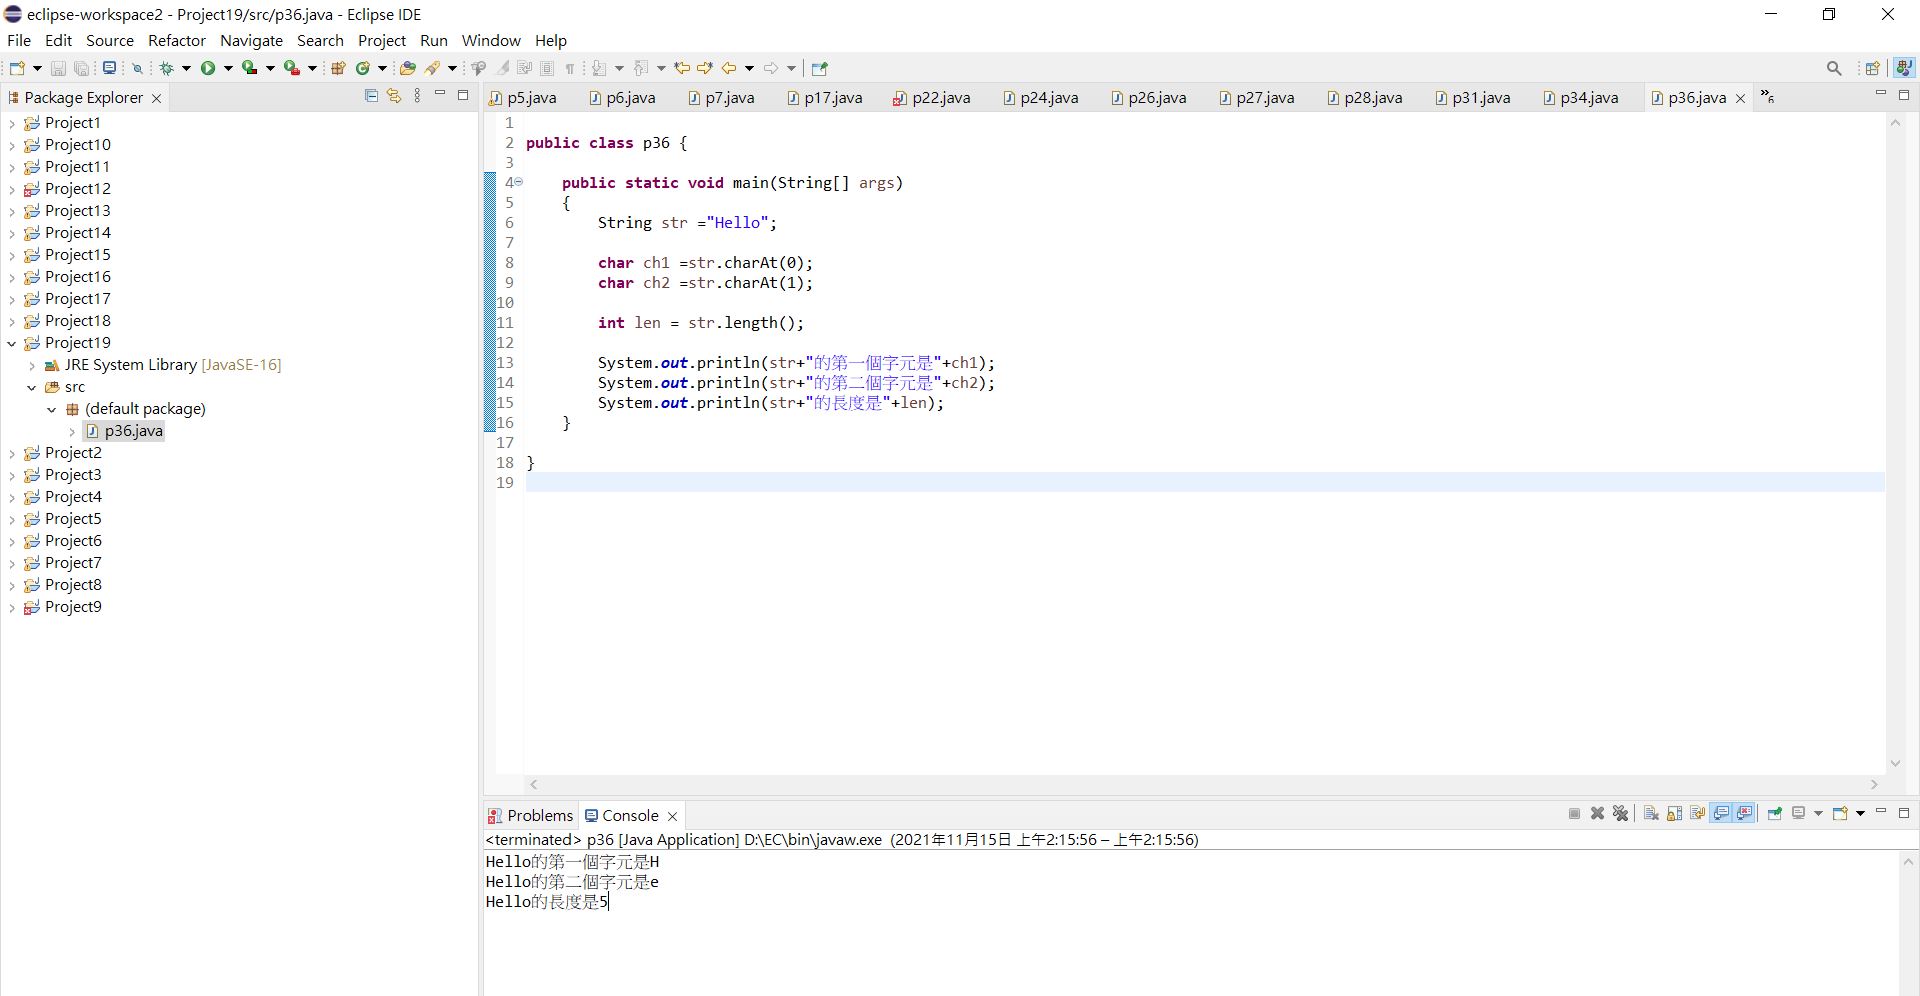 eclipse-workspace2 - Project19/src/p36.java - Eclipse IDE
File Edit Source Refactor Navigate Search Project Run Window Help
Package Explorer
Project1
Project10
Project11
Project12
Project13
Project14
Project15
Project16
Project17
Project18
Project19
JRE System Library [JavaSE-16]
src
(default package)
p36.java
Project2
Project3
Project4
Project5
Project6
Project7
Project8
Project9
p5.java p6.java p7.java p17.java p22.java p24.java p26.java p27.java p28.java p31.java p34.java p36.java »6
1
2 public class p36 {
3
4 public static void main(String[] args)
5 {
6 String str ="Hello";
7
8 char ch1 =str.charAt(0);
9 char ch2 =str.charAt(1);
10
11 int len = str.length();
12
13 System.out.println(str+"的第一個字元是"+ch1);
14 System.out.println(str+"的第二個字元是"+ch2);
15 System.out.println(str+"的長度是"+len);
16 }
17
18 }
19
Problems Console
<terminated> p36 [Java Application] D:\EC\bin\javaw.exe (2021年11月15日 上午2:15:56 – 上午2:15:56)
Hello的第一個字元是H
Hello的第二個字元是e
Hello的長度是5